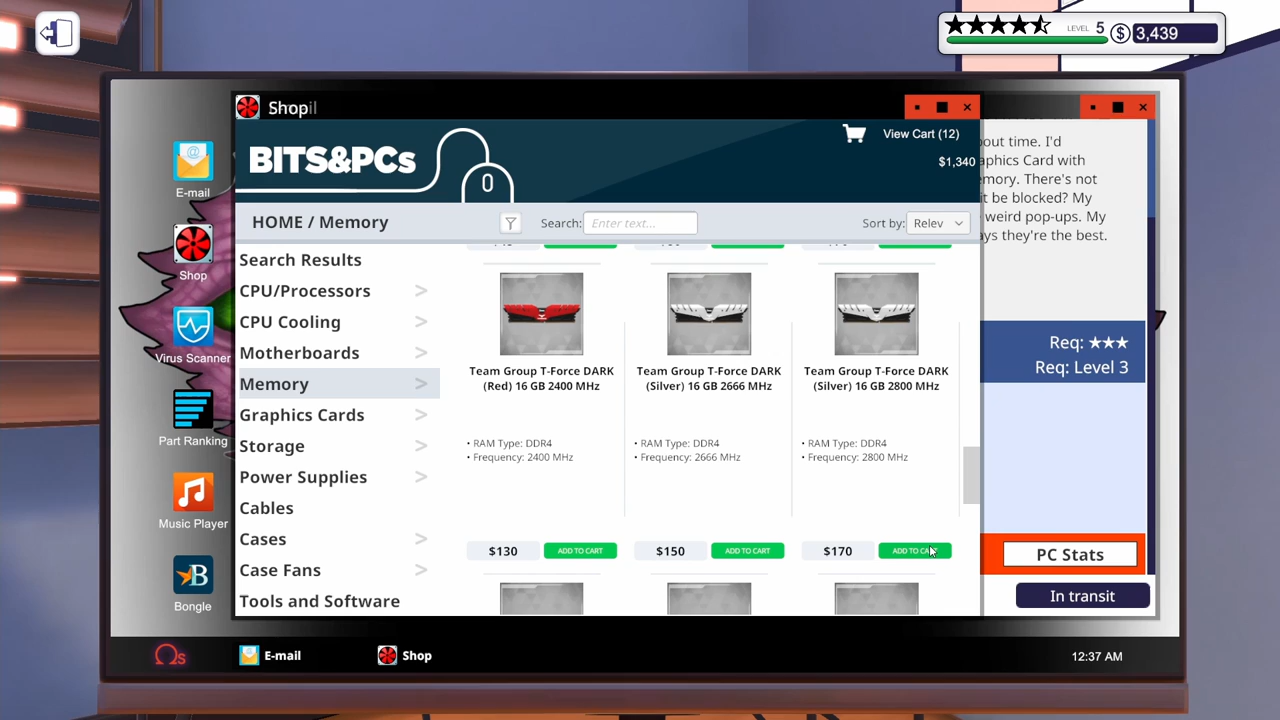 LEVEL 5
$ 3,439
Shopil
BITS&PCs
View Cart (12)
$1,340
HOME / Memory
Search:
Enter text...
Sort by:
Relev
Search Results
CPU/Processors >
CPU Cooling >
Motherboards >
Memory >
Graphics Cards >
Storage >
Power Supplies >
Cables
Cases >
Case Fans >
Tools and Software
Team Group T-Force DARK
(Red) 16 GB 2400 MHz
• RAM Type: DDR4
• Frequency: 2400 MHz
$130
ADD TO CART
Team Group T-Force DARK
(Silver) 16 GB 2666 MHz
• RAM Type: DDR4
• Frequency: 2666 MHz
$150
ADD TO CART
Team Group T-Force DARK
(Silver) 16 GB 2800 MHz
• RAM Type: DDR4
• Frequency: 2800 MHz
$170
ADD TO CART
out time. I'd
aphics Card with
emory. There's not
it be blocked? My
weird pop-ups. My
ays they're the best.
Req: ★★★
Req: Level 3
PC Stats
In transit
E-mail
Shop
Virus Scanner
Part Ranking
Music Player
Bongle
Ωs
E-mail
Shop
12:37 AM